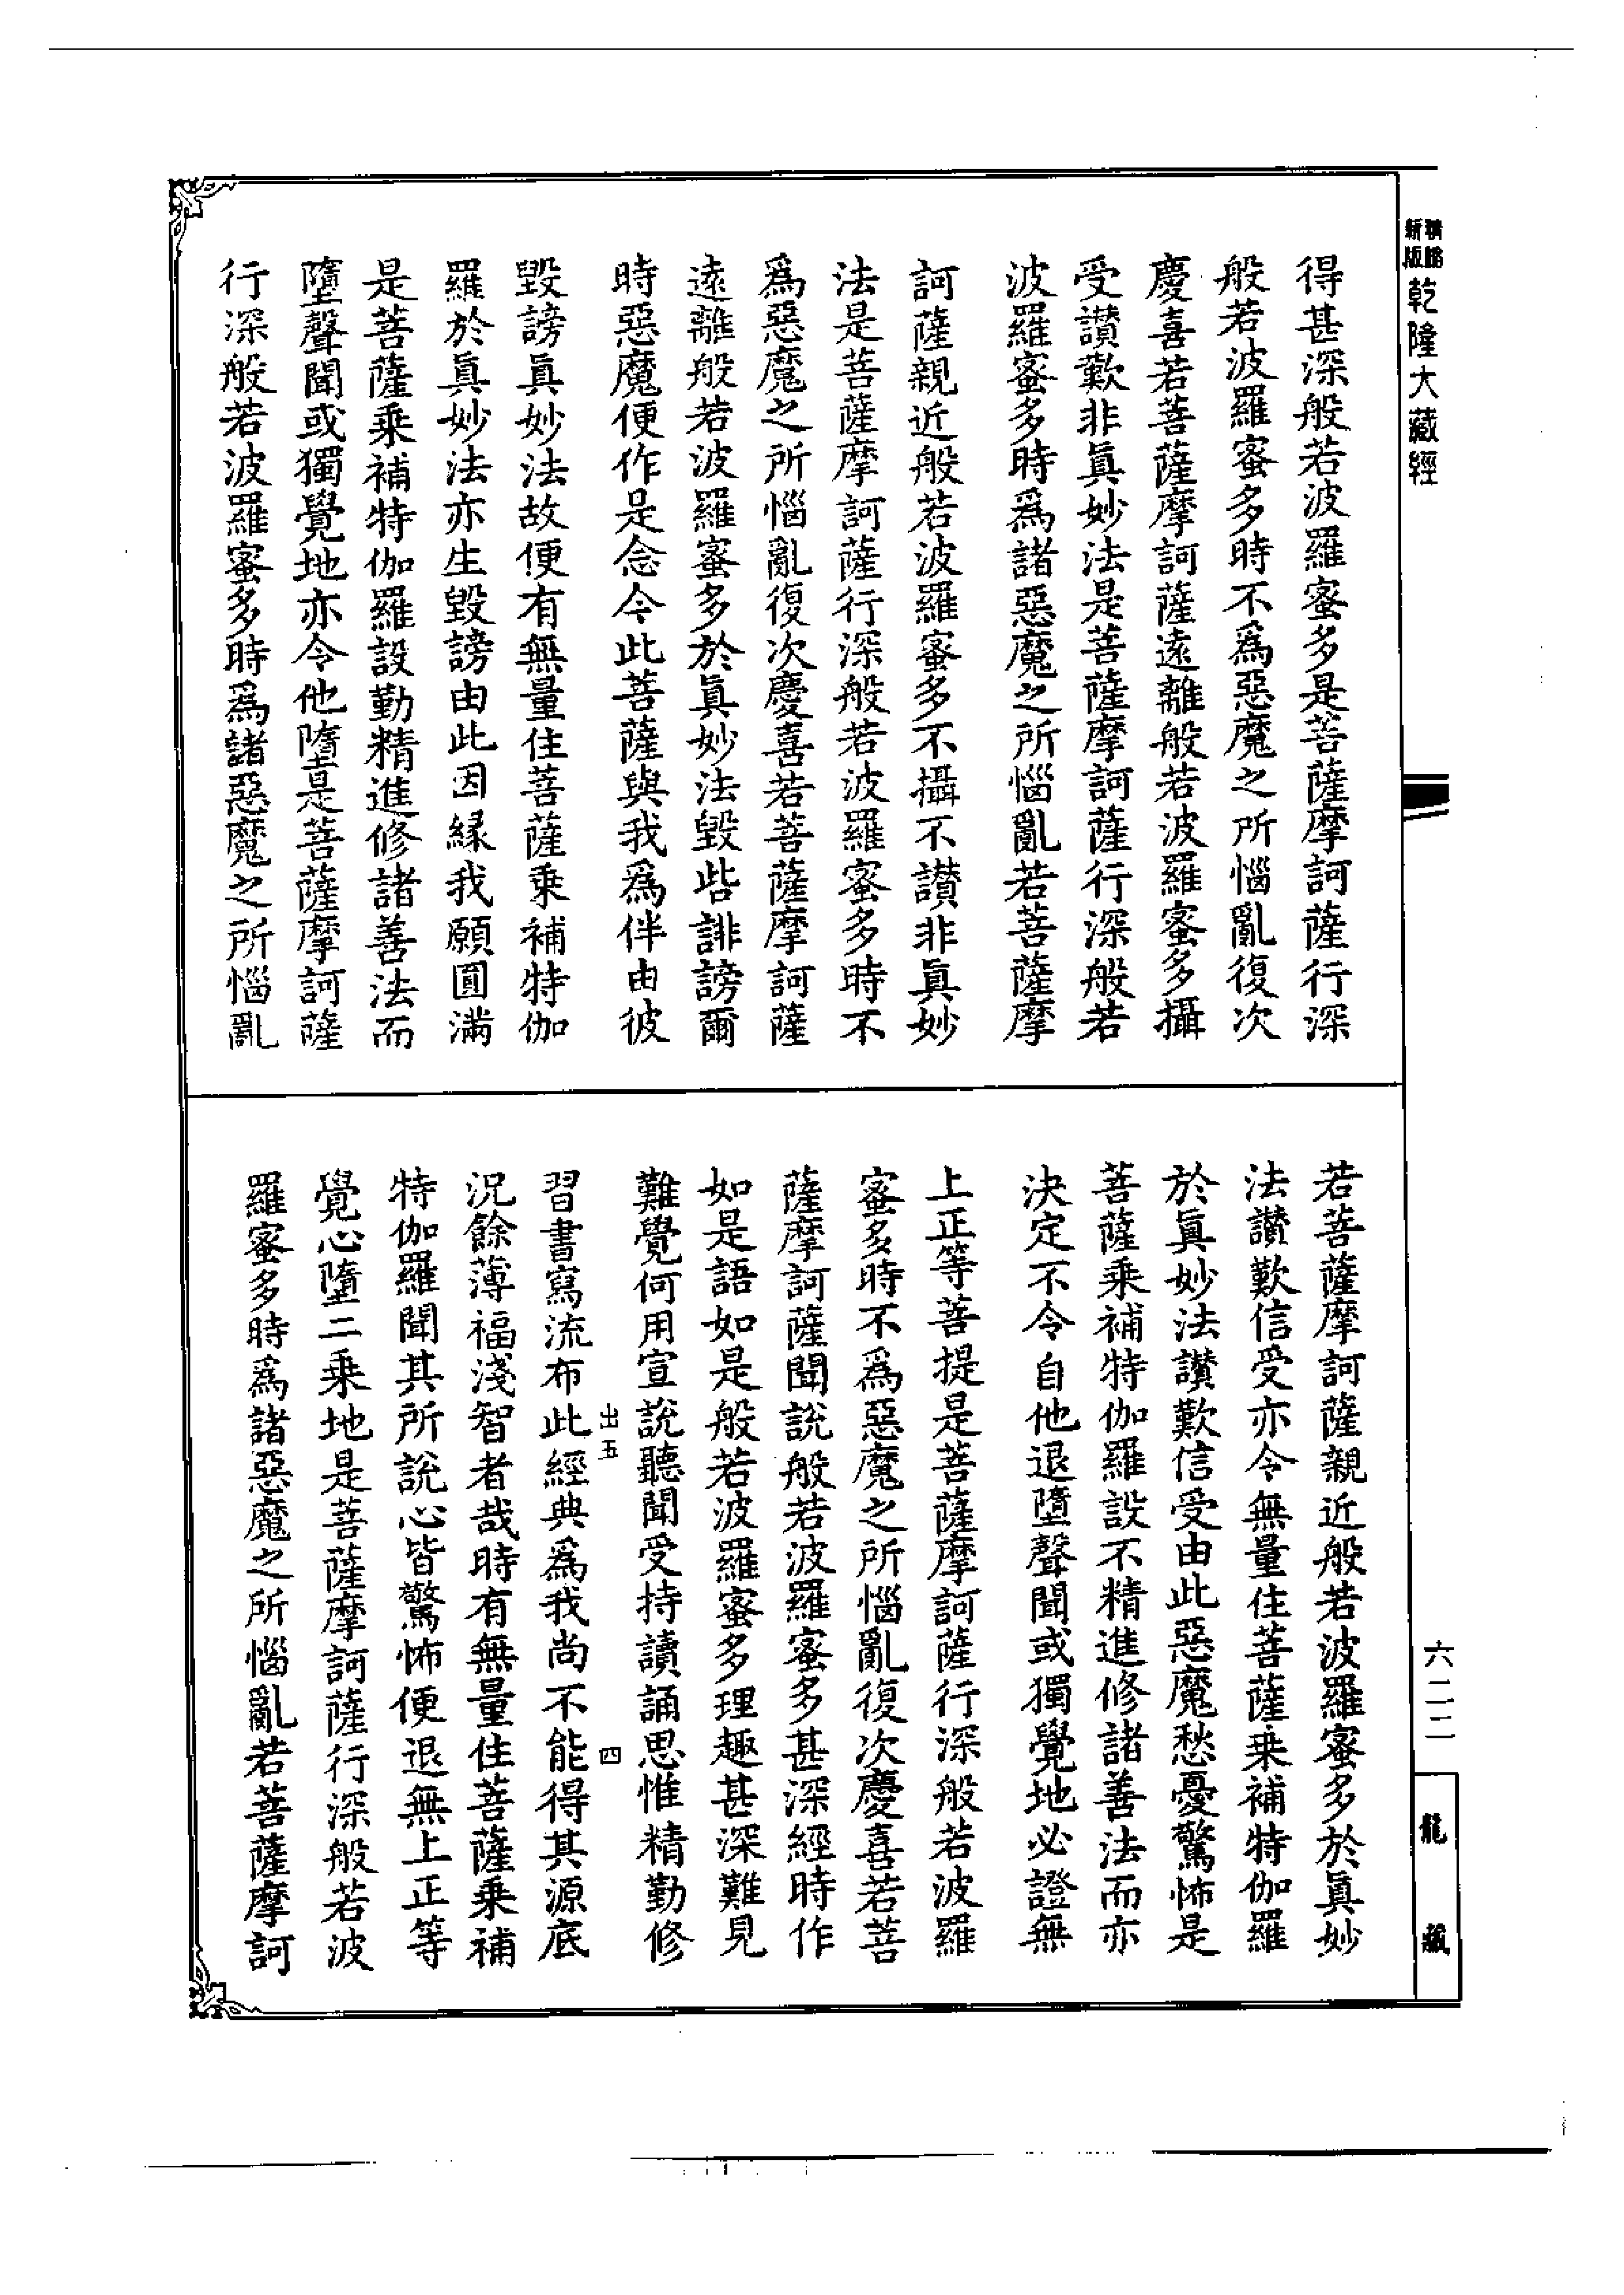 新版
乾隆大藏經
得甚深般若波羅蜜多是菩薩摩訶薩行深
般若波羅蜜多時不爲惡魔之所惱亂復次
慶喜若菩薩摩訶薩遠離般若波羅蜜多攝
受讃歎非眞妙法是菩薩摩訶薩行深般若
波羅蜜多時爲諸惡魔之所惱亂若菩薩摩
訶薩親近般若波羅蜜多不攝不讃非眞妙
法是菩薩摩訶薩行深般若波羅蜜多時不
爲惡魔之所惱亂復次慶喜若菩薩摩訶薩
遠離般若波羅蜜多於眞妙法毀呰誹謗爾
時惡魔便作是念今此菩薩與我爲伴由彼
毀謗眞妙法故便有無量住菩薩乘補特伽
羅於眞妙法亦生毀謗由此因緣我願圓滿
是菩薩乘補特伽羅設勤精進修諸善法而
墮聲聞或獨覺地亦令他墮是菩薩摩訶薩
行深般若波羅蜜多時爲諸惡魔之所惱亂
若菩薩摩訶薩親近般若波羅蜜多於眞妙
法讃歎信受亦令無量住菩薩乘補特伽羅
於眞妙法讃歎信受由此惡魔愁憂驚怖是
菩薩乘補特伽羅設不精進修諸善法而亦
決定不令自他退墮聲聞或獨覺地必證無
上正等菩提是菩薩摩訶薩行深般若波羅
蜜多時不爲惡魔之所惱亂復次慶喜若菩
薩摩訶薩聞說般若波羅蜜多甚深經時作
如是語如是般若波羅蜜多理趣甚深難見
難覺何用宣說聽聞受持讀誦思惟精勤修
出五
四
習書寫流布此經典爲我尚不能得其源底
況餘薄福淺智者哉時有無量住菩薩乘補
特伽羅聞其所說心皆驚怖便退無上正等
覺心墮二乘地是菩薩摩訶薩行深般若波
羅蜜多時爲諸惡魔之所惱亂若菩薩摩訶
六二二
龍藏